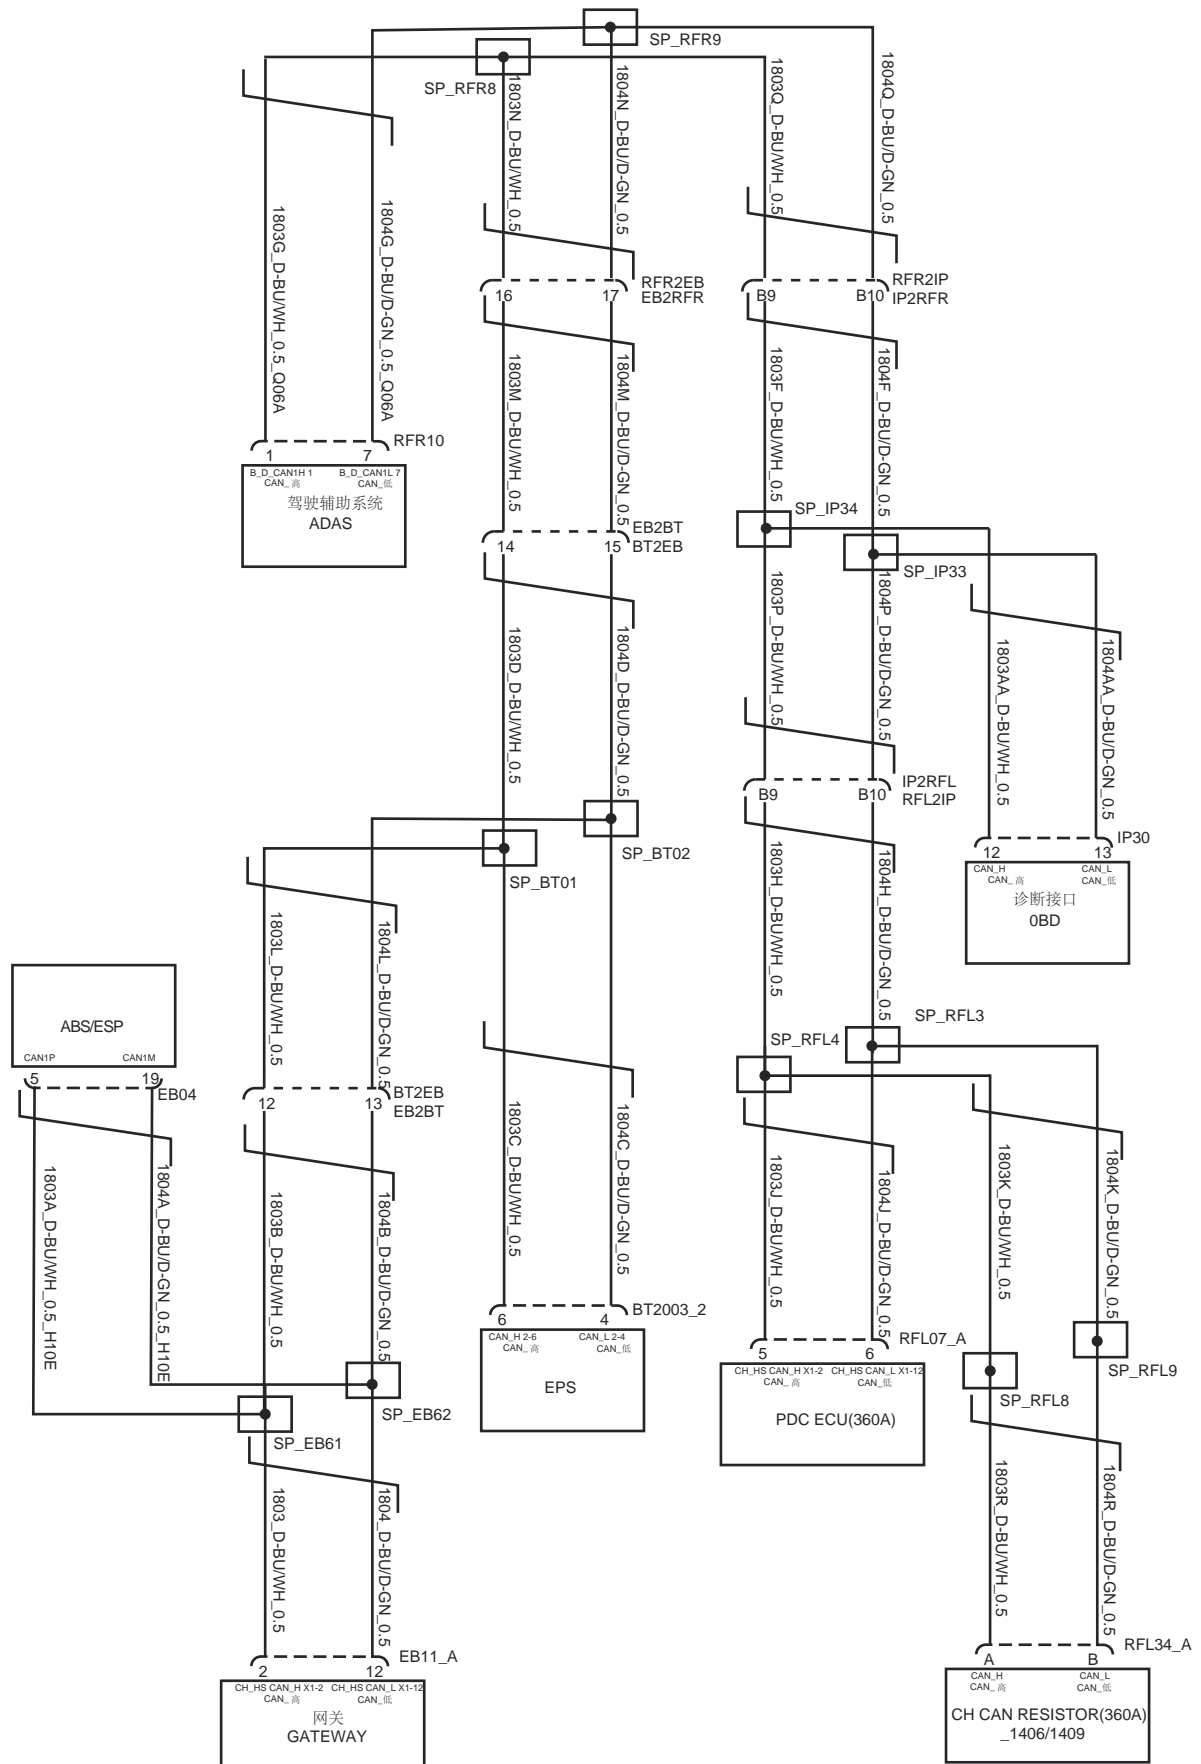 SP_RFR9
SP_RFR8
1803N_D-BU/WH_0.5
1804N_D-BU/D-GN_0.5
1803Q_D-BU/WH_0.5
1804Q_D-BU/D-GN_0.5
1803G_D-BU/WH_0.5_Q06A
1804G_D-BU/D-GN_0.5_Q06A
RFR2EB
16 17 EB2RFR
RFR2IP
B9 B10 IP2RFR
1803M_D-BU/WH_0.5
1804M_D-BU/D-GN_0.5
1803F_D-BU/WH_0.5
1804F_D-BU/D-GN_0.5
RFR10
1 7
B_D_CAN1H 1 B_D_CAN1L 7
CAN_高 CAN_低
驾驶辅助系统
ADAS
EB2BT
14 15 BT2EB
SP_IP34
SP_IP33
1803P_D-BU/WH_0.5
1804P_D-BU/D-GN_0.5
1803D_D-BU/WH_0.5
1804D_D-BU/D-GN_0.5
1803AA_D-BU/WH_0.5
1804AA_D-BU/D-GN_0.5
IP2RFL
B9 B10 RFL2IP
IP30
12 13
CAN_H CAN_L
CAN_高 CAN_低
诊断接口
0BD
SP_BT02
SP_BT01
1803H_D-BU/WH_0.5
1804H_D-BU/D-GN_0.5
1803L_D-BU/WH_0.5
1804L_D-BU/D-GN_0.5
ABS/ESP
CAN1P CAN1M
5 19 EB04
SP_RFL3
SP_RFL4
BT2EB
12 13 EB2BT
1803A_D-BU/WH_0.5_H10E
1804A_D-BU/D-GN_0.5_H10E
1803B_D-BU/WH_0.5
1804B_D-BU/D-GN_0.5
1803C_D-BU/WH_0.5
1804C_D-BU/D-GN_0.5
1803J_D-BU/WH_0.5
1804J_D-BU/D-GN_0.5
1803K_D-BU/WH_0.5
1804K_D-BU/D-GN_0.5
BT2003_2
6 4
CAN_H 2-6 CAN_L 2-4
CAN_高 CAN_低
EPS
RFL07_A
5 6
CH_HS CAN_H X1-2 CH_HS CAN_L X1-12
CAN_高 CAN_低
PDC ECU(360A)
SP_RFL9
SP_RFL8
SP_EB62
SP_EB61
1803_D-BU/WH_0.5
1804_D-BU/D-GN_0.5
1803R_D-BU/WH_0.5
1804R_D-BU/D-GN_0.5
EB11_A
2 12
CH_HS CAN_H X1-2 CH_HS CAN_L X1-12
CAN_高 CAN_低
网关
GATEWAY
RFL34_A
A B
CAN_H CAN_L
CAN_高 CAN_低
CH CAN RESISTOR(360A)
_1406/1409